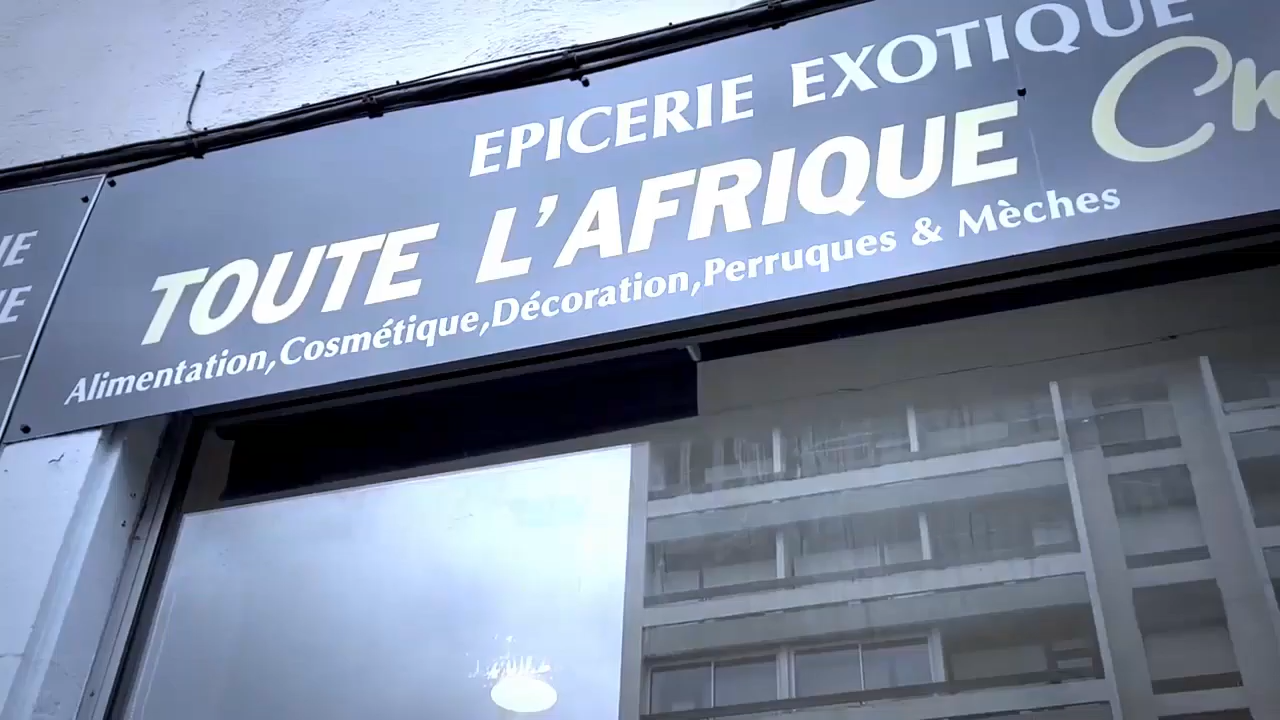 EPICERIE EXOTIQUE
TOUTE L'AFRIQUE
Alimentation,Cosmétique,Décoration,Perruques & Mèches